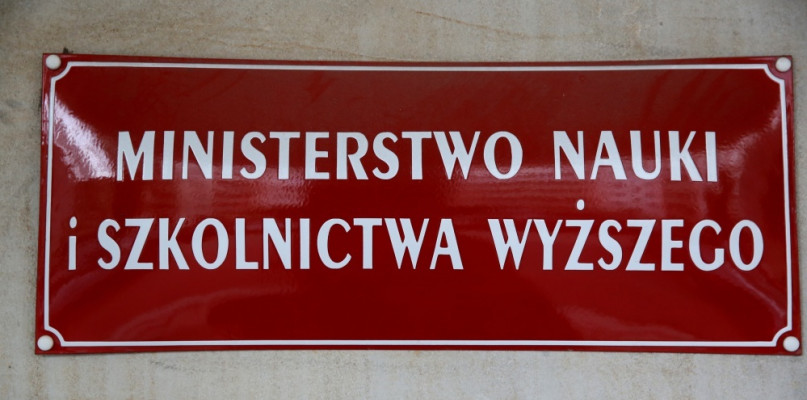 MINISTERSTWO NAUKI
i SZKOLNICTWA WYŻSZEGO